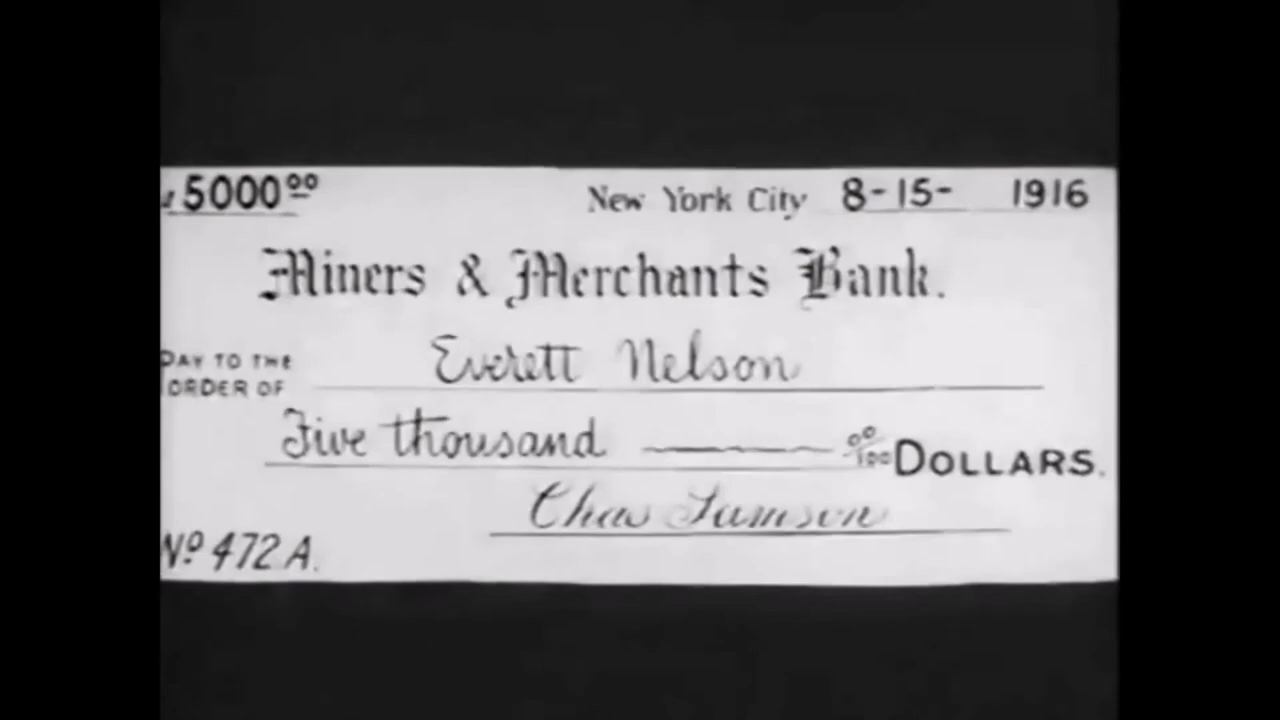 5000 00
New York City 8-15- 1916
Miners & Merchants Bank.
PAY TO THE
ORDER OF
Everett Nelson
Five thousand 00/100 DOLLARS.
Chas Samson
Nº 472 A.